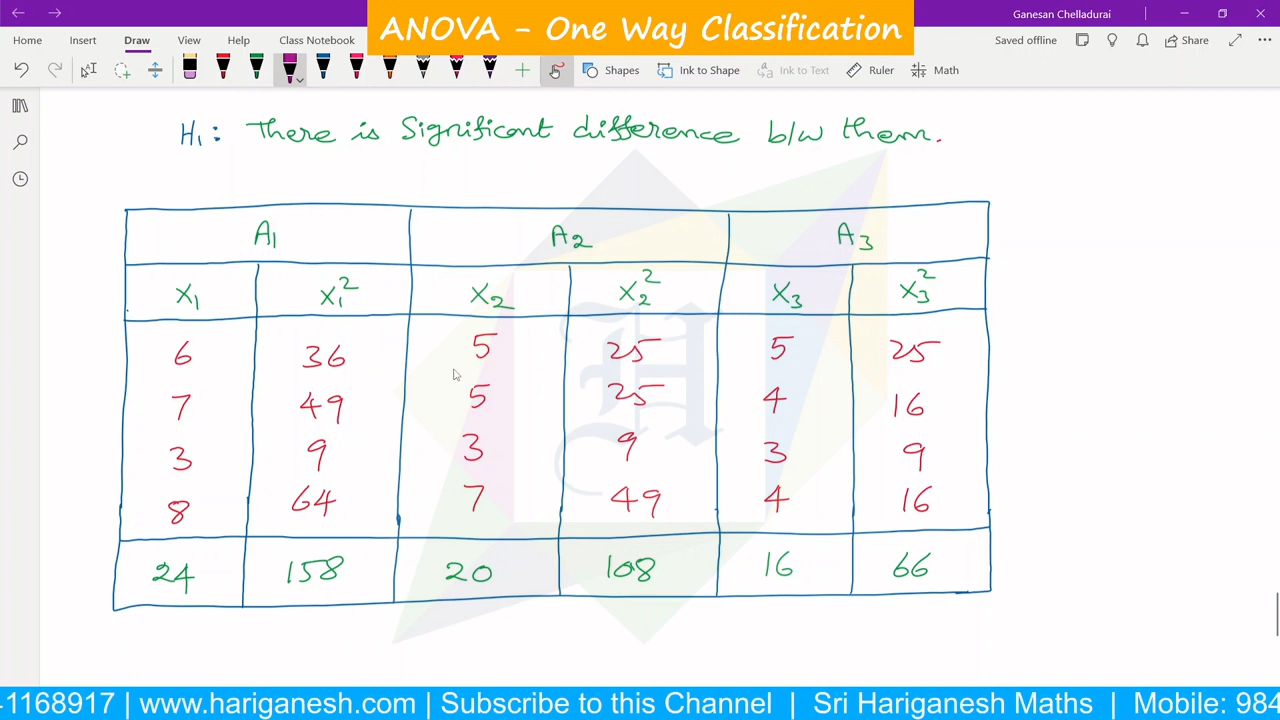 ANOVA - One Way Classification
Ganesan Chelladurai
Home Insert Draw View Help Class Notebook
Saved offline Share
Shapes Ink to Shape Ink to Text Ruler Math
H₁: There is Significant difference b/w them.
A₁ A₂ A₃
X₁ X₁² X₂ X₂² X₃ X₃²
6 36 5 25 5 25
7 49 5 25 4 16
3 9 3 9 3 9
8 64 7 49 4 16
24 158 20 108 16 66
H
-1168917 | www.hariganesh.com | Subscribe to this Channel | Sri Hariganesh Maths | Mobile: 984